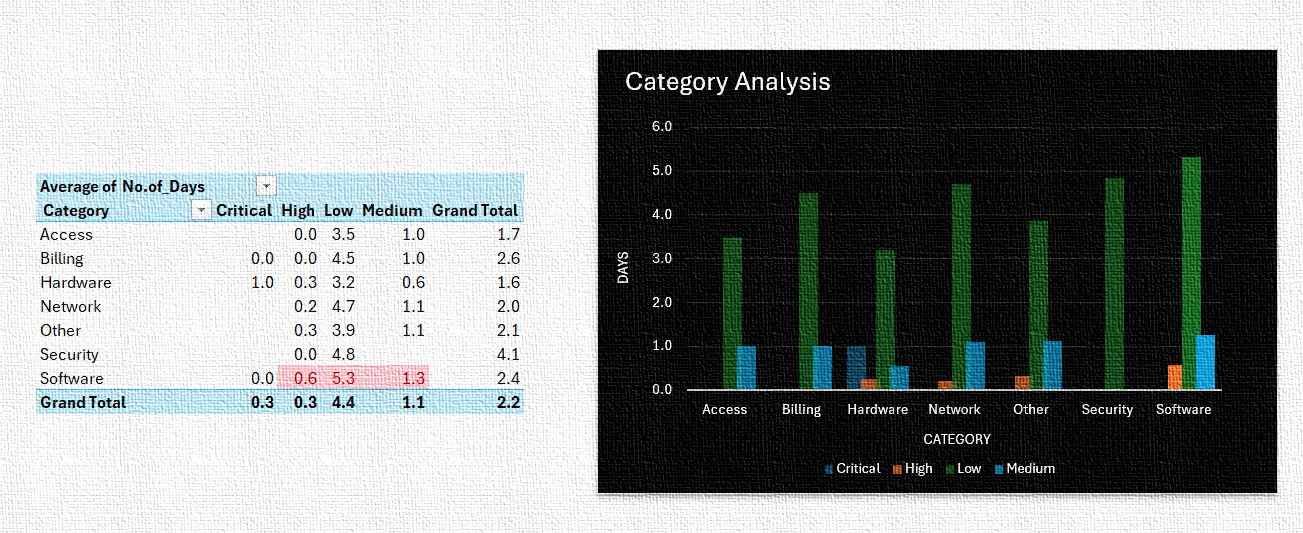 Average of No.of_Days
Category Critical High Low Medium Grand Total
Access 0.0 3.5 1.0 1.7
Billing 0.0 0.0 4.5 1.0 2.6
Hardware 1.0 0.3 3.2 0.6 1.6
Network 0.2 4.7 1.1 2.0
Other 0.3 3.9 1.1 2.1
Security 0.0 4.8 4.1
Software 0.0 0.6 5.3 1.3 2.4
Grand Total 0.3 0.3 4.4 1.1 2.2
Category Analysis
6.0
5.0
4.0
3.0
2.0
1.0
0.0
DAYS
Access Billing Hardware Network Other Security Software
CATEGORY
Critical High Low Medium